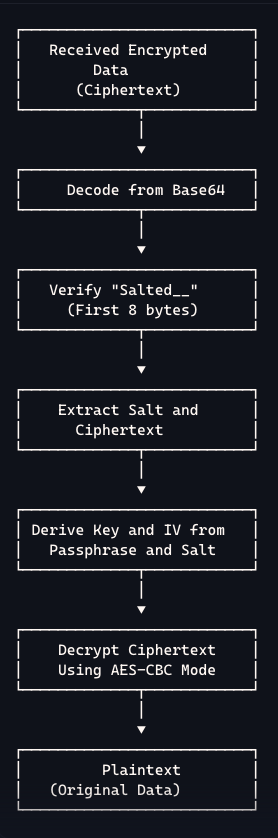 Received Encrypted
Data
(Ciphertext)
Decode from Base64
Verify "Salted__"
(First 8 bytes)
Extract Salt and
Ciphertext
Derive Key and IV from
Passphrase and Salt
Decrypt Ciphertext
Using AES-CBC Mode
Plaintext
(Original Data)